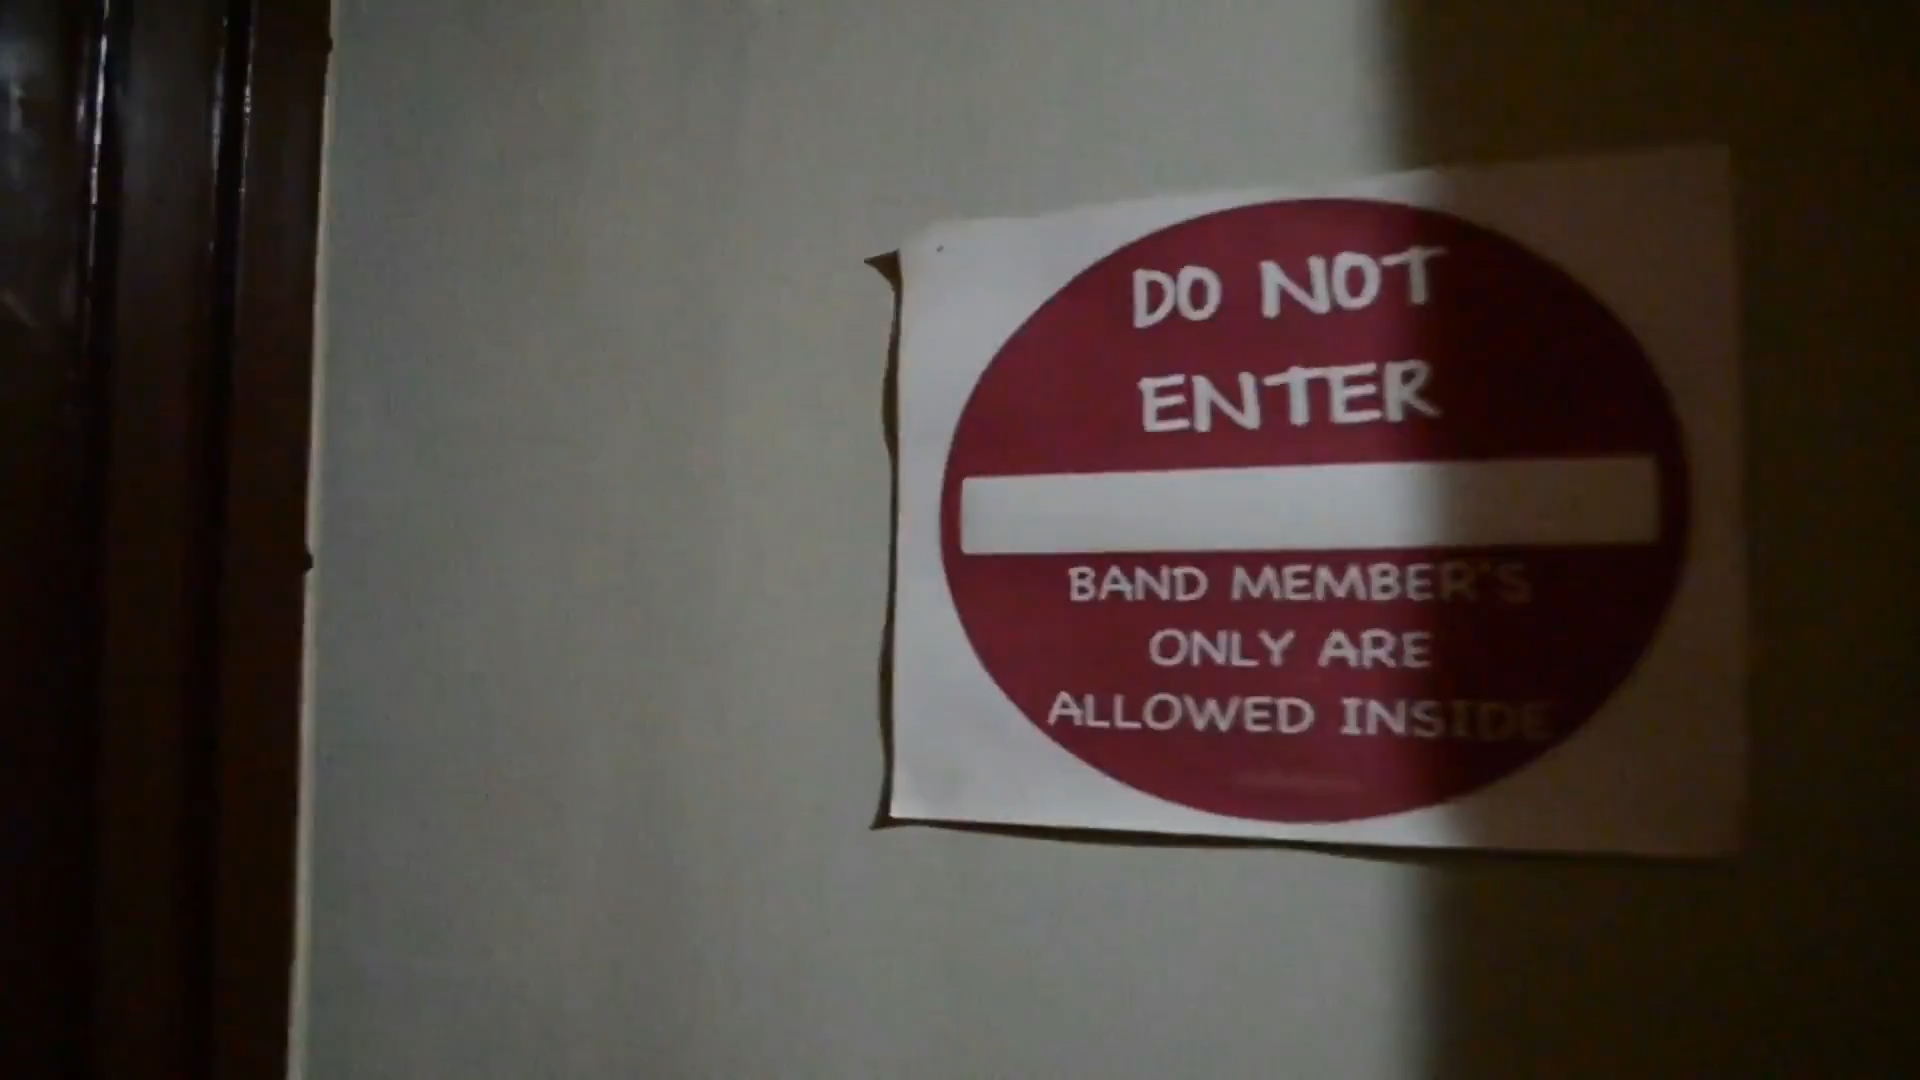 DO NOT
ENTER
BAND MEMBER'S
ONLY ARE
ALLOWED INSIDE